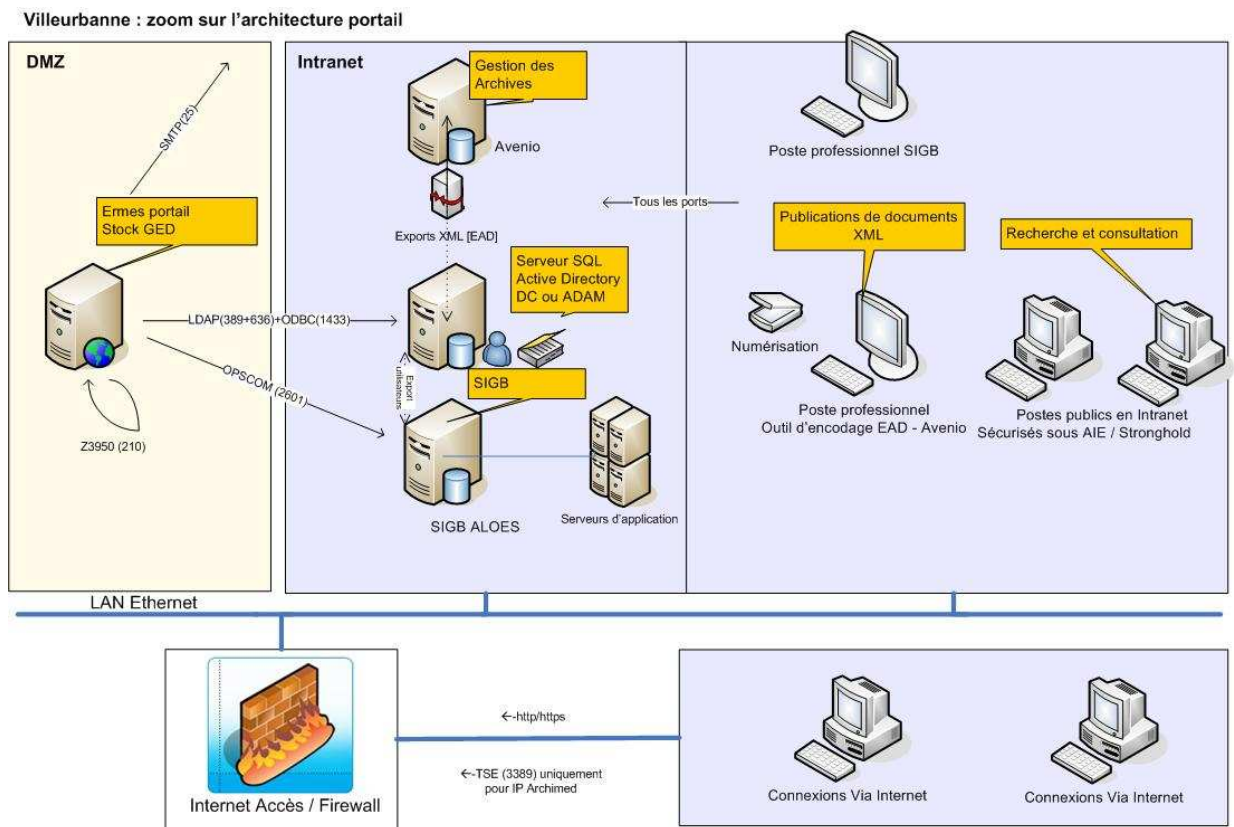 Villeurbanne : zoom sur l'architecture portail
DMZ
SMTP(25)
Ermes portail
Stock GED
LDAP(389+636)+ODBC(1433)
OPSCOM (2601)
Z3950 (210)
Intranet
Gestion des
Archives
Avenio
Exports XML [EAD]
Serveur SQL
Active Directory
DC ou ADAM
Export
utilisateurs
SIGB
SIGB ALOES
Serveurs d'application
Tous les ports
Poste professionnel SIGB
Publications de documents
XML
Recherche et consultation
Numérisation
Poste professionnel
Outil d'encodage EAD - Avenio
Postes publics en Intranet
Sécurisés sous AIE / Stronghold
LAN Ethernet
Internet Accès / Firewall
<--http/https
<--TSE (3389) uniquement
pour IP Archimed
Connexions Via Internet
Connexions Via Internet